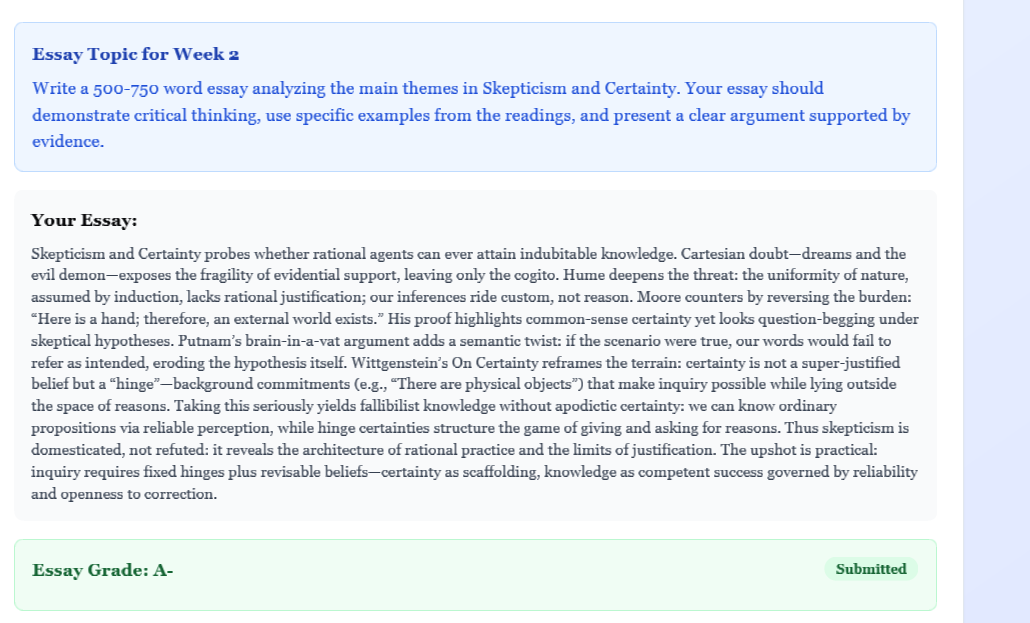 Essay Topic for Week 2
Write a 500-750 word essay analyzing the main themes in Skepticism and Certainty. Your essay should
demonstrate critical thinking, use specific examples from the readings, and present a clear argument supported by
evidence.
Your Essay:
Skepticism and Certainty probes whether rational agents can ever attain indubitable knowledge. Cartesian doubt—dreams and the
evil demon—exposes the fragility of evidential support, leaving only the cogito. Hume deepens the threat: the uniformity of nature,
assumed by induction, lacks rational justification; our inferences ride custom, not reason. Moore counters by reversing the burden:
“Here is a hand; therefore, an external world exists.” His proof highlights common-sense certainty yet looks question-begging under
skeptical hypotheses. Putnam’s brain-in-a-vat argument adds a semantic twist: if the scenario were true, our words would fail to
refer as intended, eroding the hypothesis itself. Wittgenstein’s On Certainty reframes the terrain: certainty is not a super-justified
belief but a “hinge”—background commitments (e.g., “There are physical objects”) that make inquiry possible while lying outside
the space of reasons. Taking this seriously yields fallibilist knowledge without apodictic certainty: we can know ordinary
propositions via reliable perception, while hinge certainties structure the game of giving and asking for reasons. Thus skepticism is
domesticated, not refuted: it reveals the architecture of rational practice and the limits of justification. The upshot is practical:
inquiry requires fixed hinges plus revisable beliefs—certainty as scaffolding, knowledge as competent success governed by reliability
and openness to correction.
Essay Grade: A-
Submitted